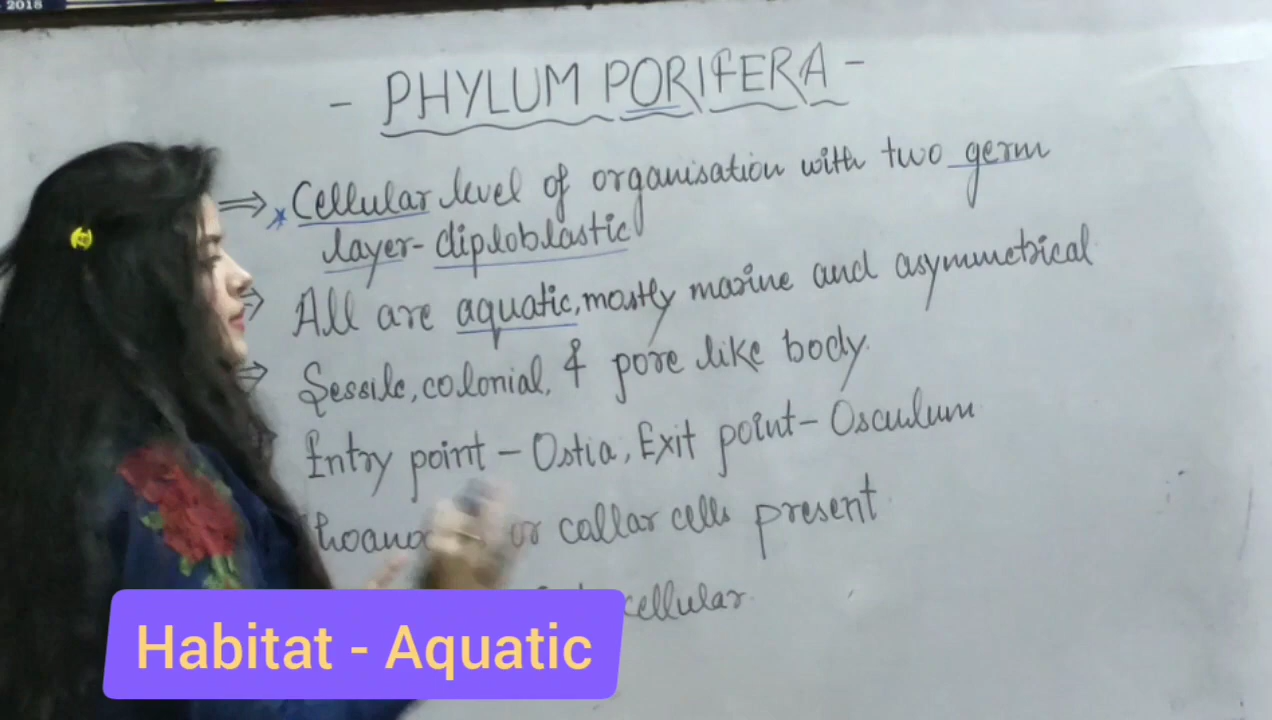 2018
- PHYLUM PORIFERA -
⇒ * Cellular level of organisation with two germ
layer- diploblastic
⇒ All are aquatic, mostly marine and asymmetrical
⇒ Sessile, colonial, & pore like body.
Entry point - Ostia, Exit point - Osculum
or collar cells present
cellular
Habitat - Aquatic